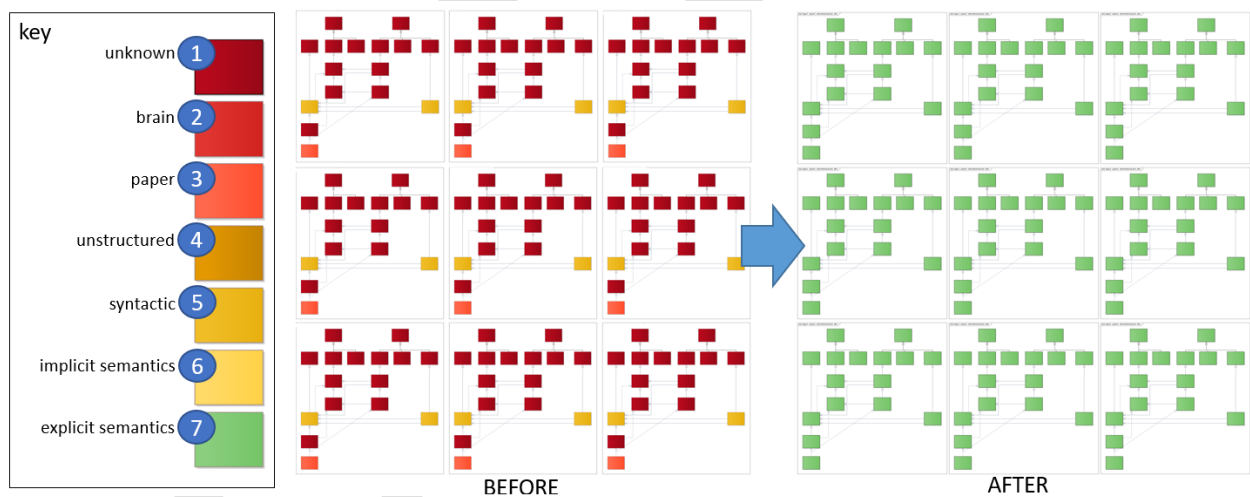 key
unknown 1
brain 2
paper 3
unstructured 4
syntactic 5
implicit semantics 6
explicit semantics 7
BEFORE
AFTER